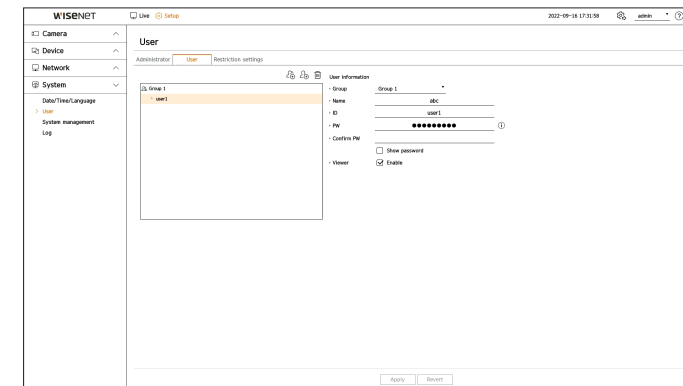 WISENET
Live Setup 2022-09-16 17:31:58 admin ?
Camera
Device
Network
System
Date/Time/Language
> User
System management
Log
User
Administrator User Restriction settings
Group 1
user1
User information
Group Group 1
Name abc
ID user1
PW ●●●●●●●●●
Confirm PW
Show password
Viewer Enable
Apply Revert